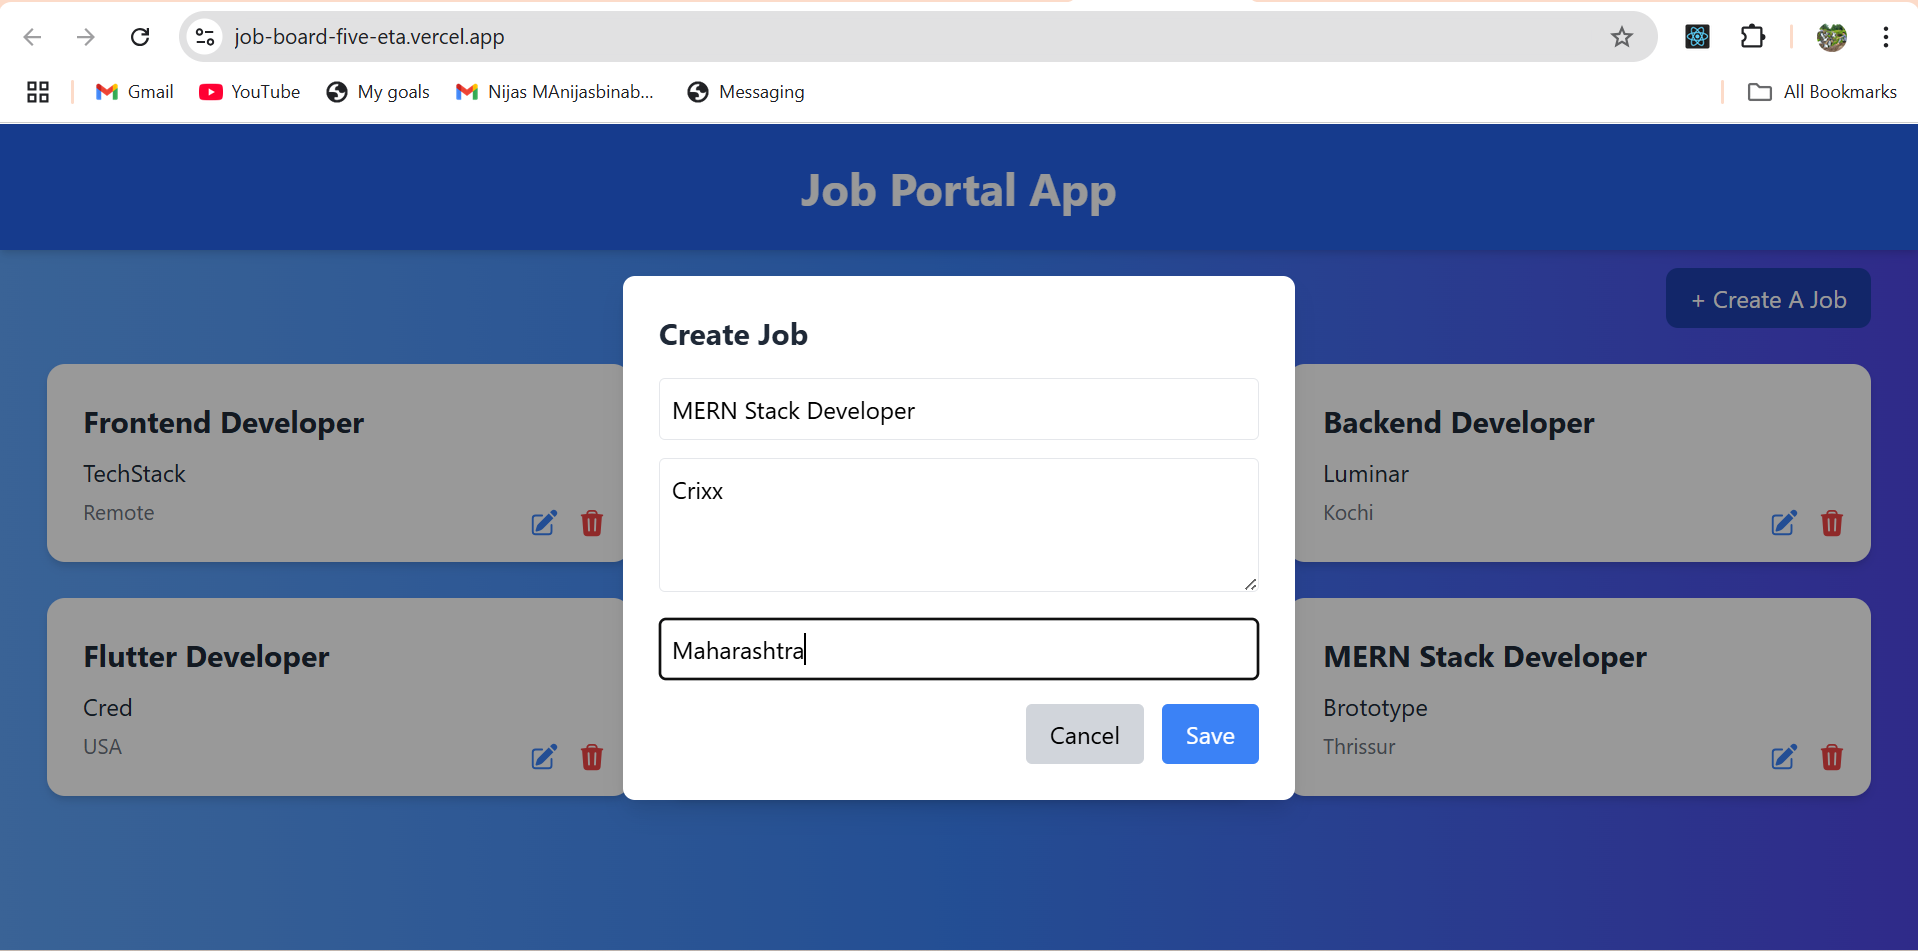 job-board-five-eta.vercel.app
Gmail
YouTube
My goals
Nijas MAnijasbinab...
Messaging
All Bookmarks
Job Portal App
+ Create A Job
Frontend Developer
TechStack
Remote
Flutter Developer
Cred
USA
Create Job
MERN Stack Developer
Crixx
Maharashtra
Cancel
Save
Backend Developer
Luminar
Kochi
MERN Stack Developer
Brototype
Thrissur